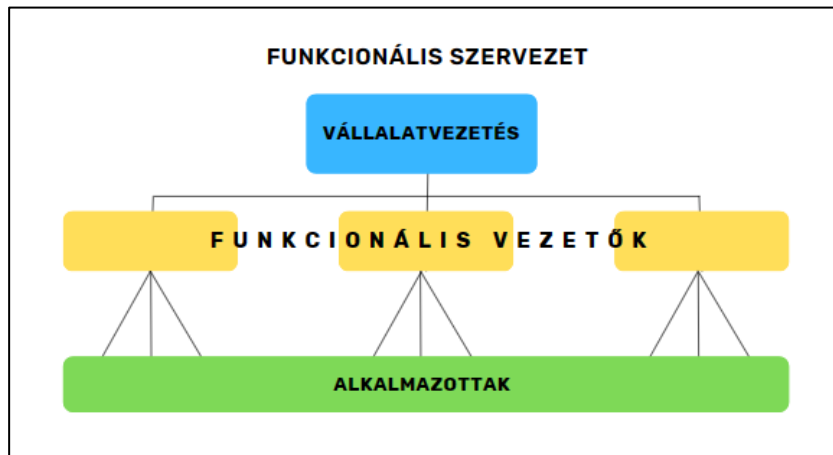 FUNKCIONÁLIS SZERVEZET
VÁLLALATVEZETÉS
FUNKCIONÁLIS VEZETŐK
ALKALMAZOTTAK